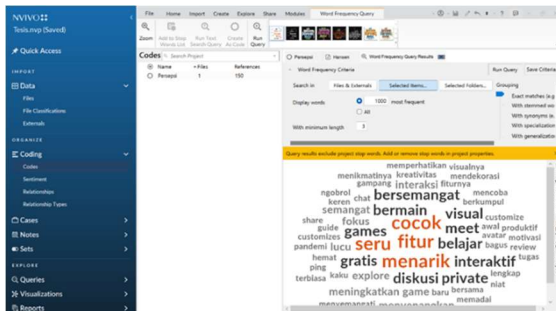 NVIVO
Tesis.nvp (Saved)
Quick Access
IMPORT
Data
Files
File Classifications
Externals
ORGANIZE
Coding
Codes
Sentiment
Relationships
Relationship Types
Cases
Notes
Sets
EXPLORE
Queries
Visualizations
Reports
File Home Import Create Explore Share Modules Word Frequency Query
Zoom
Add to Stop Words List
Run Text Search Query
Create As Code
Run Query
Codes
Search Project
Name Files References
Persepsi 1 150
Persepsi Hansen Word Frequency Query Results
Word Frequency Criteria Run Query Save Criteria
Search in Files & Externals Selected Items... Selected Folders... Grouping
Display words 1000 most frequent
All
With minimum length 3
Exact matches (e.g
With stemmed wo
With synonyms (e.
With specialization
With generalization
Query results exclude project stop words. Add or remove stop words in project properties.
memperhatikan visualnya
menikmatinya kreativitas mendekorasi
gampang interaksi fiturnya
ngobrol chat bersemangat mencoba
keren berkumpul
semangat bermain visual customize
share fokus cocok meet awal produktif
guide games avatar motivasi
customizes
pandemi lucu seru fitur belajar bagus review
hemat gratis menarik interaktif tugas
ping
terbiasa kaku explore diskusi private lengkap
niat
meningkatkan game baru bersama
memadai